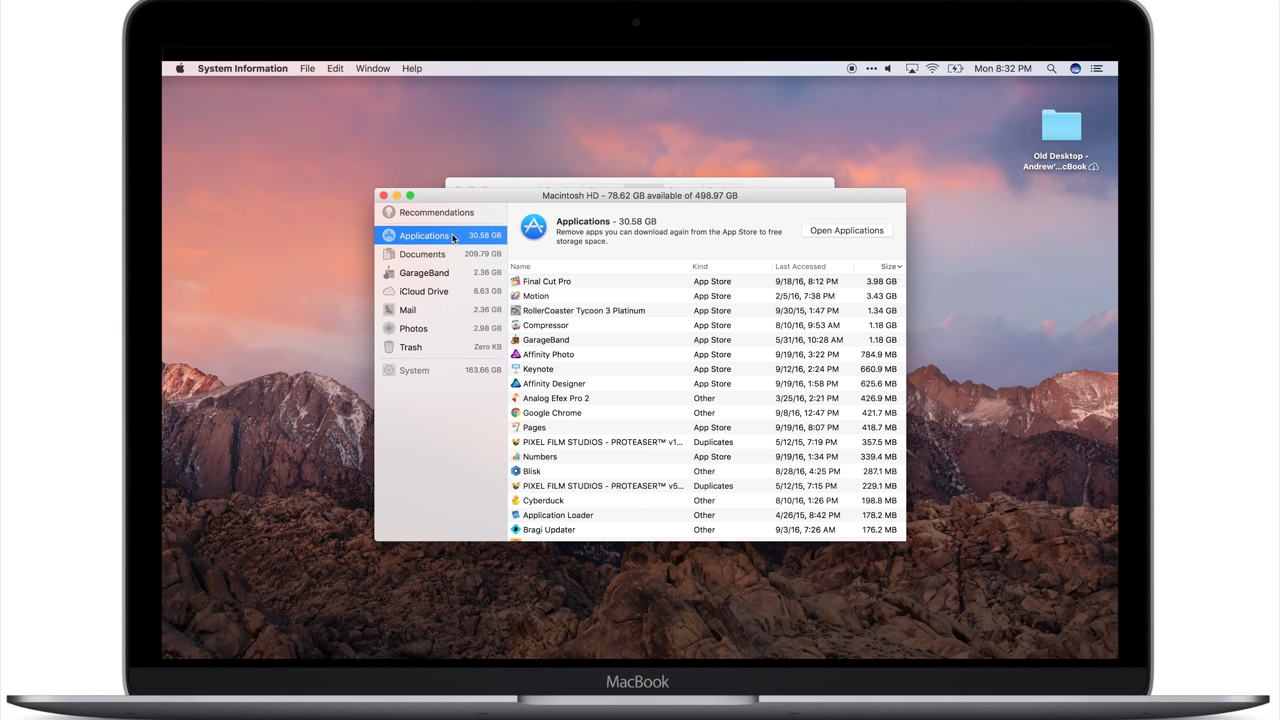 System Information File Edit Window Help Mon 8:32 PM
Old Desktop -
Andrew'...cBook
Macintosh HD - 78.62 GB available of 498.97 GB
Recommendations
Applications 30.58 GB
Documents 209.79 GB
GarageBand 2.36 GB
iCloud Drive 8.63 GB
Mail 2.36 GB
Photos 2.98 GB
Trash Zero KB
System 163.66 GB
Applications - 30.58 GB
Remove apps you can download again from the App Store to free
storage space.
Open Applications
Name Kind Last Accessed Size
Final Cut Pro App Store 9/18/16, 8:12 PM 3.98 GB
Motion App Store 2/5/16, 7:38 PM 3.43 GB
RollerCoaster Tycoon 3 Platinum App Store 9/30/15, 1:47 PM 1.34 GB
Compressor App Store 8/10/16, 9:53 AM 1.18 GB
GarageBand App Store 5/31/16, 10:28 AM 1.18 GB
Affinity Photo App Store 9/19/16, 3:22 PM 784.9 MB
Keynote App Store 9/12/16, 2:24 PM 660.9 MB
Affinity Designer App Store 9/19/16, 1:58 PM 625.6 MB
Analog Efex Pro 2 Other 3/25/16, 2:21 PM 426.9 MB
Google Chrome Other 9/8/16, 12:47 PM 421.7 MB
Pages App Store 9/19/16, 8:07 PM 418.7 MB
PIXEL FILM STUDIOS - PROTEASER™ v1... Duplicates 5/12/15, 7:19 PM 357.5 MB
Numbers App Store 9/19/16, 1:34 PM 339.4 MB
Blisk Other 8/28/16, 4:25 PM 287.1 MB
PIXEL FILM STUDIOS - PROTEASER™ v5... Duplicates 5/12/15, 7:15 PM 229.1 MB
Cyberduck Other 8/10/16, 1:26 PM 198.8 MB
Application Loader Other 4/26/15, 8:42 PM 178.2 MB
Bragi Updater Other 9/3/16, 7:26 AM 176.2 MB
MacBook